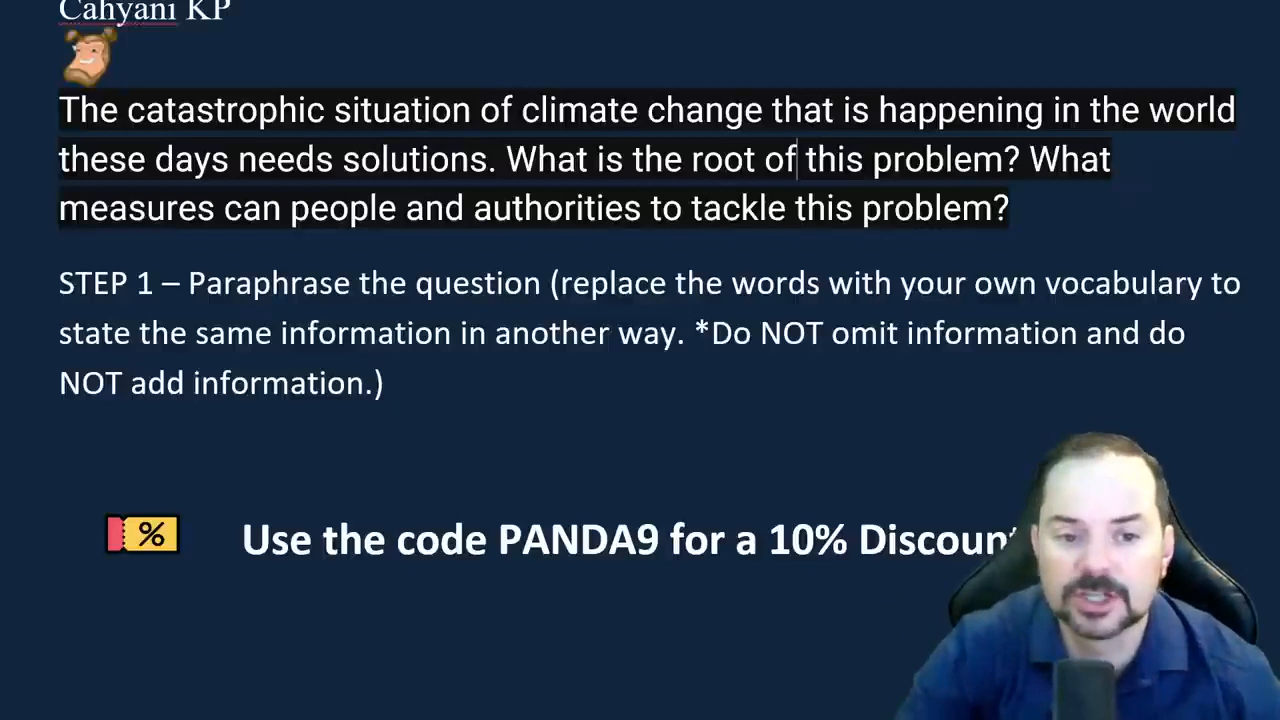 Cahyani KP
The catastrophic situation of climate change that is happening in the world
these days needs solutions. What is the root of this problem? What
measures can people and authorities to tackle this problem?
STEP 1 – Paraphrase the question (replace the words with your own vocabulary to
state the same information in another way. *Do NOT omit information and do
NOT add information.)
% Use the code PANDA9 for a 10% Discount